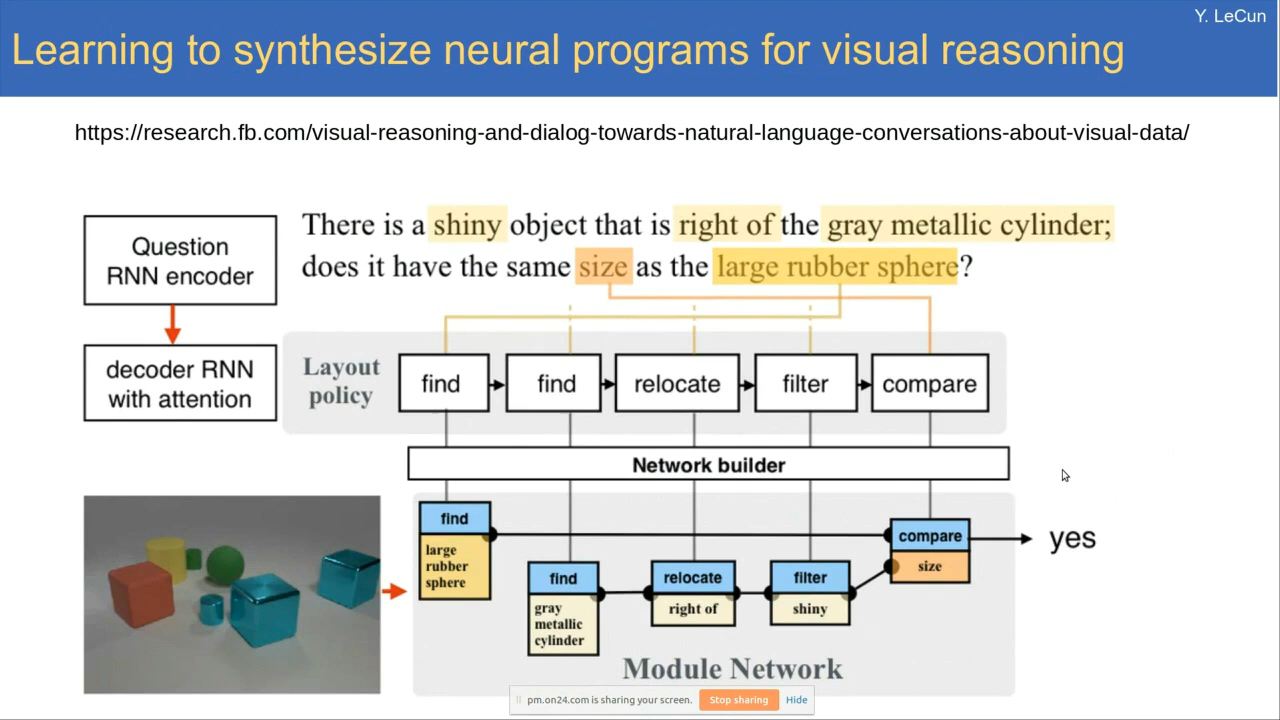 Y. LeCun
Learning to synthesize neural programs for visual reasoning
https://research.fb.com/visual-reasoning-and-dialog-towards-natural-language-conversations-about-visual-data/
Question
RNN encoder
There is a shiny object that is right of the gray metallic cylinder;
does it have the same size as the large rubber sphere?
decoder RNN
with attention
Layout
policy
find
find
relocate
filter
compare
Network builder
find
large
rubber
sphere
find
gray
metallic
cylinder
relocate
right of
filter
shiny
compare
size
yes
Module Network
pm.on24.com is sharing your screen. Stop sharing Hide